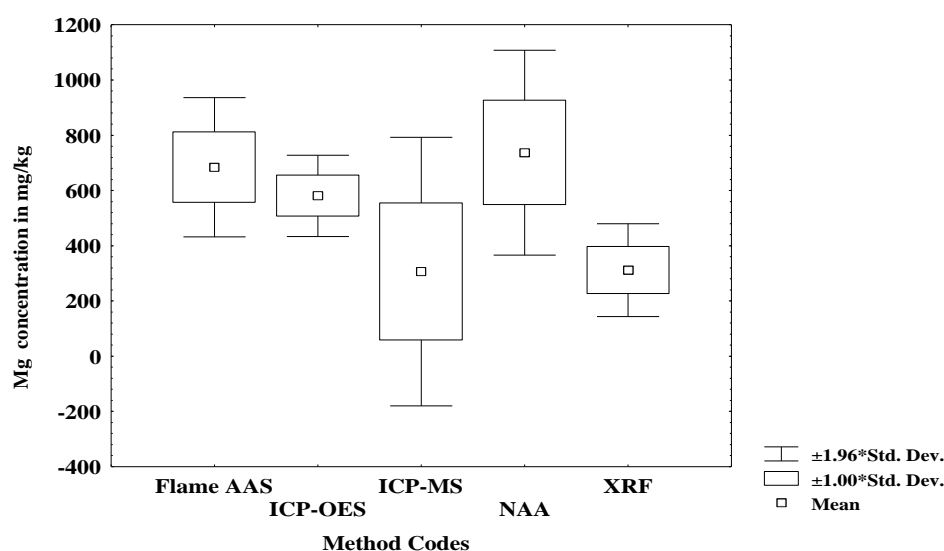 1200
1000
800
600
400
200
0
-200
-400
Mg concentration in mg/kg
Flame AAS
ICP-OES
ICP-MS
NAA
XRF
Method Codes
±1.96*Std. Dev.
±1.00*Std. Dev.
Mean